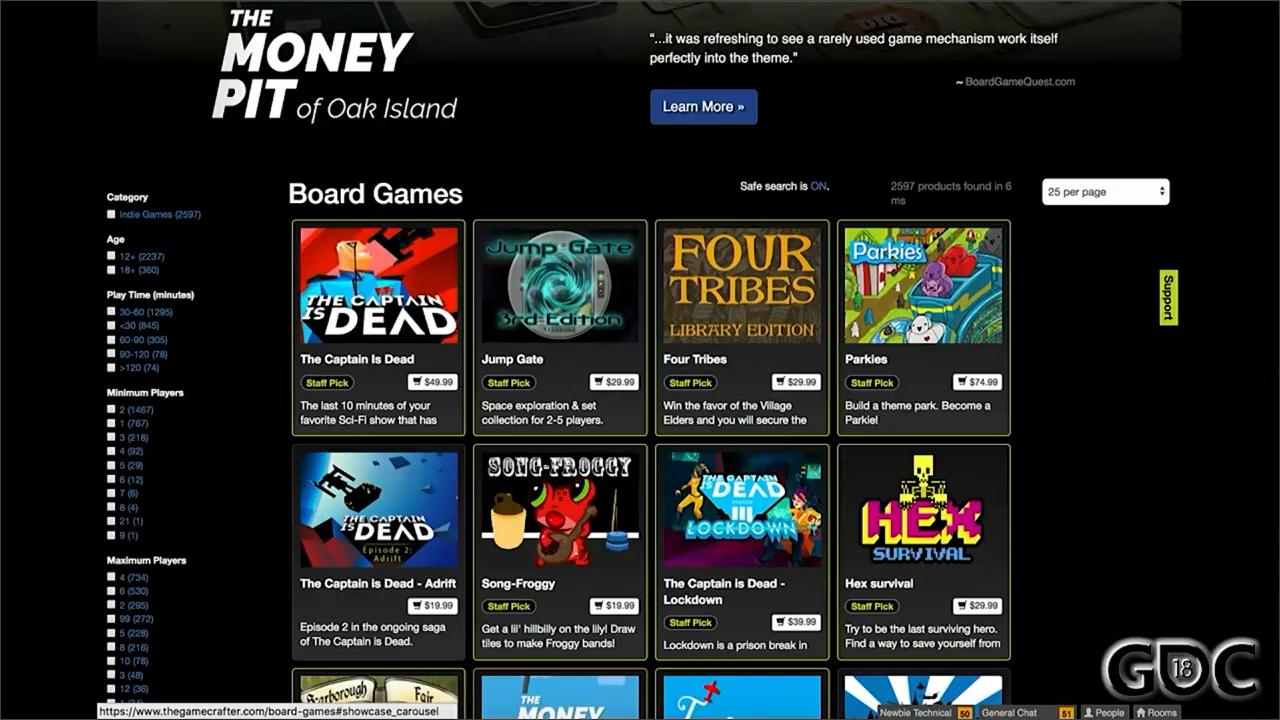 THE
MONEY
PIT of Oak Island
"...it was refreshing to see a rarely used game mechanism work itself
perfectly into the theme."
~ BoardGameQuest.com
Learn More »
Board Games
Safe search is ON.
2597 products found in 6
ms
25 per page
Category
Indie Games (2597)
Age
12+ (2237)
18+ (360)
Play Time (minutes)
30-60 (1295)
<30 (845)
60-90 (305)
90-120 (78)
>120 (74)
Minimum Players
2 (1467)
1 (767)
3 (218)
4 (92)
5 (29)
6 (12)
7 (6)
8 (4)
21 (1)
9 (1)
Maximum Players
4 (734)
6 (530)
2 (295)
99 (272)
5 (228)
8 (216)
10 (78)
3 (48)
12 (36)
THE CAPTAIN
IS DEAD
The Captain Is Dead
Staff Pick
$49.99
The last 10 minutes of your
favorite Sci-Fi show that has
Jump Gate
3rd Edition
Jump Gate
Staff Pick
$29.99
Space exploration & set
collection for 2-5 players.
FOUR
TRIBES
LIBRARY EDITION
Four Tribes
Staff Pick
$29.99
Win the favor of the Village
Elders and you will secure the
Parkies
Parkies
Staff Pick
$74.99
Build a theme park. Become a
Parkie!
Support
THE CAPTAIN
IS DEAD
Episode 2:
Adrift
The Captain is Dead - Adrift
$19.99
Episode 2 in the ongoing saga
of The Captain is Dead.
SONG-FROGGY
Song-Froggy
Staff Pick
$19.99
Get a lil' hillbilly on the lily! Draw
tiles to make Froggy bands!
THE CAPTAIN
IS DEAD
EPISODE
III
LOCKDOWN
The Captain is Dead -
Lockdown
Staff Pick
$39.99
Lockdown is a prison break in
HEX
SURVIVAL
Hex survival
Staff Pick
$29.99
Try to be the last surviving hero.
Find a way to save yourself from
Scarborough Fair
THE
MONEY
https://www.thegamecrafter.com/board-games#showcase_carousel
Newbie Technical 50
General Chat 51
People
Rooms
GDC
18